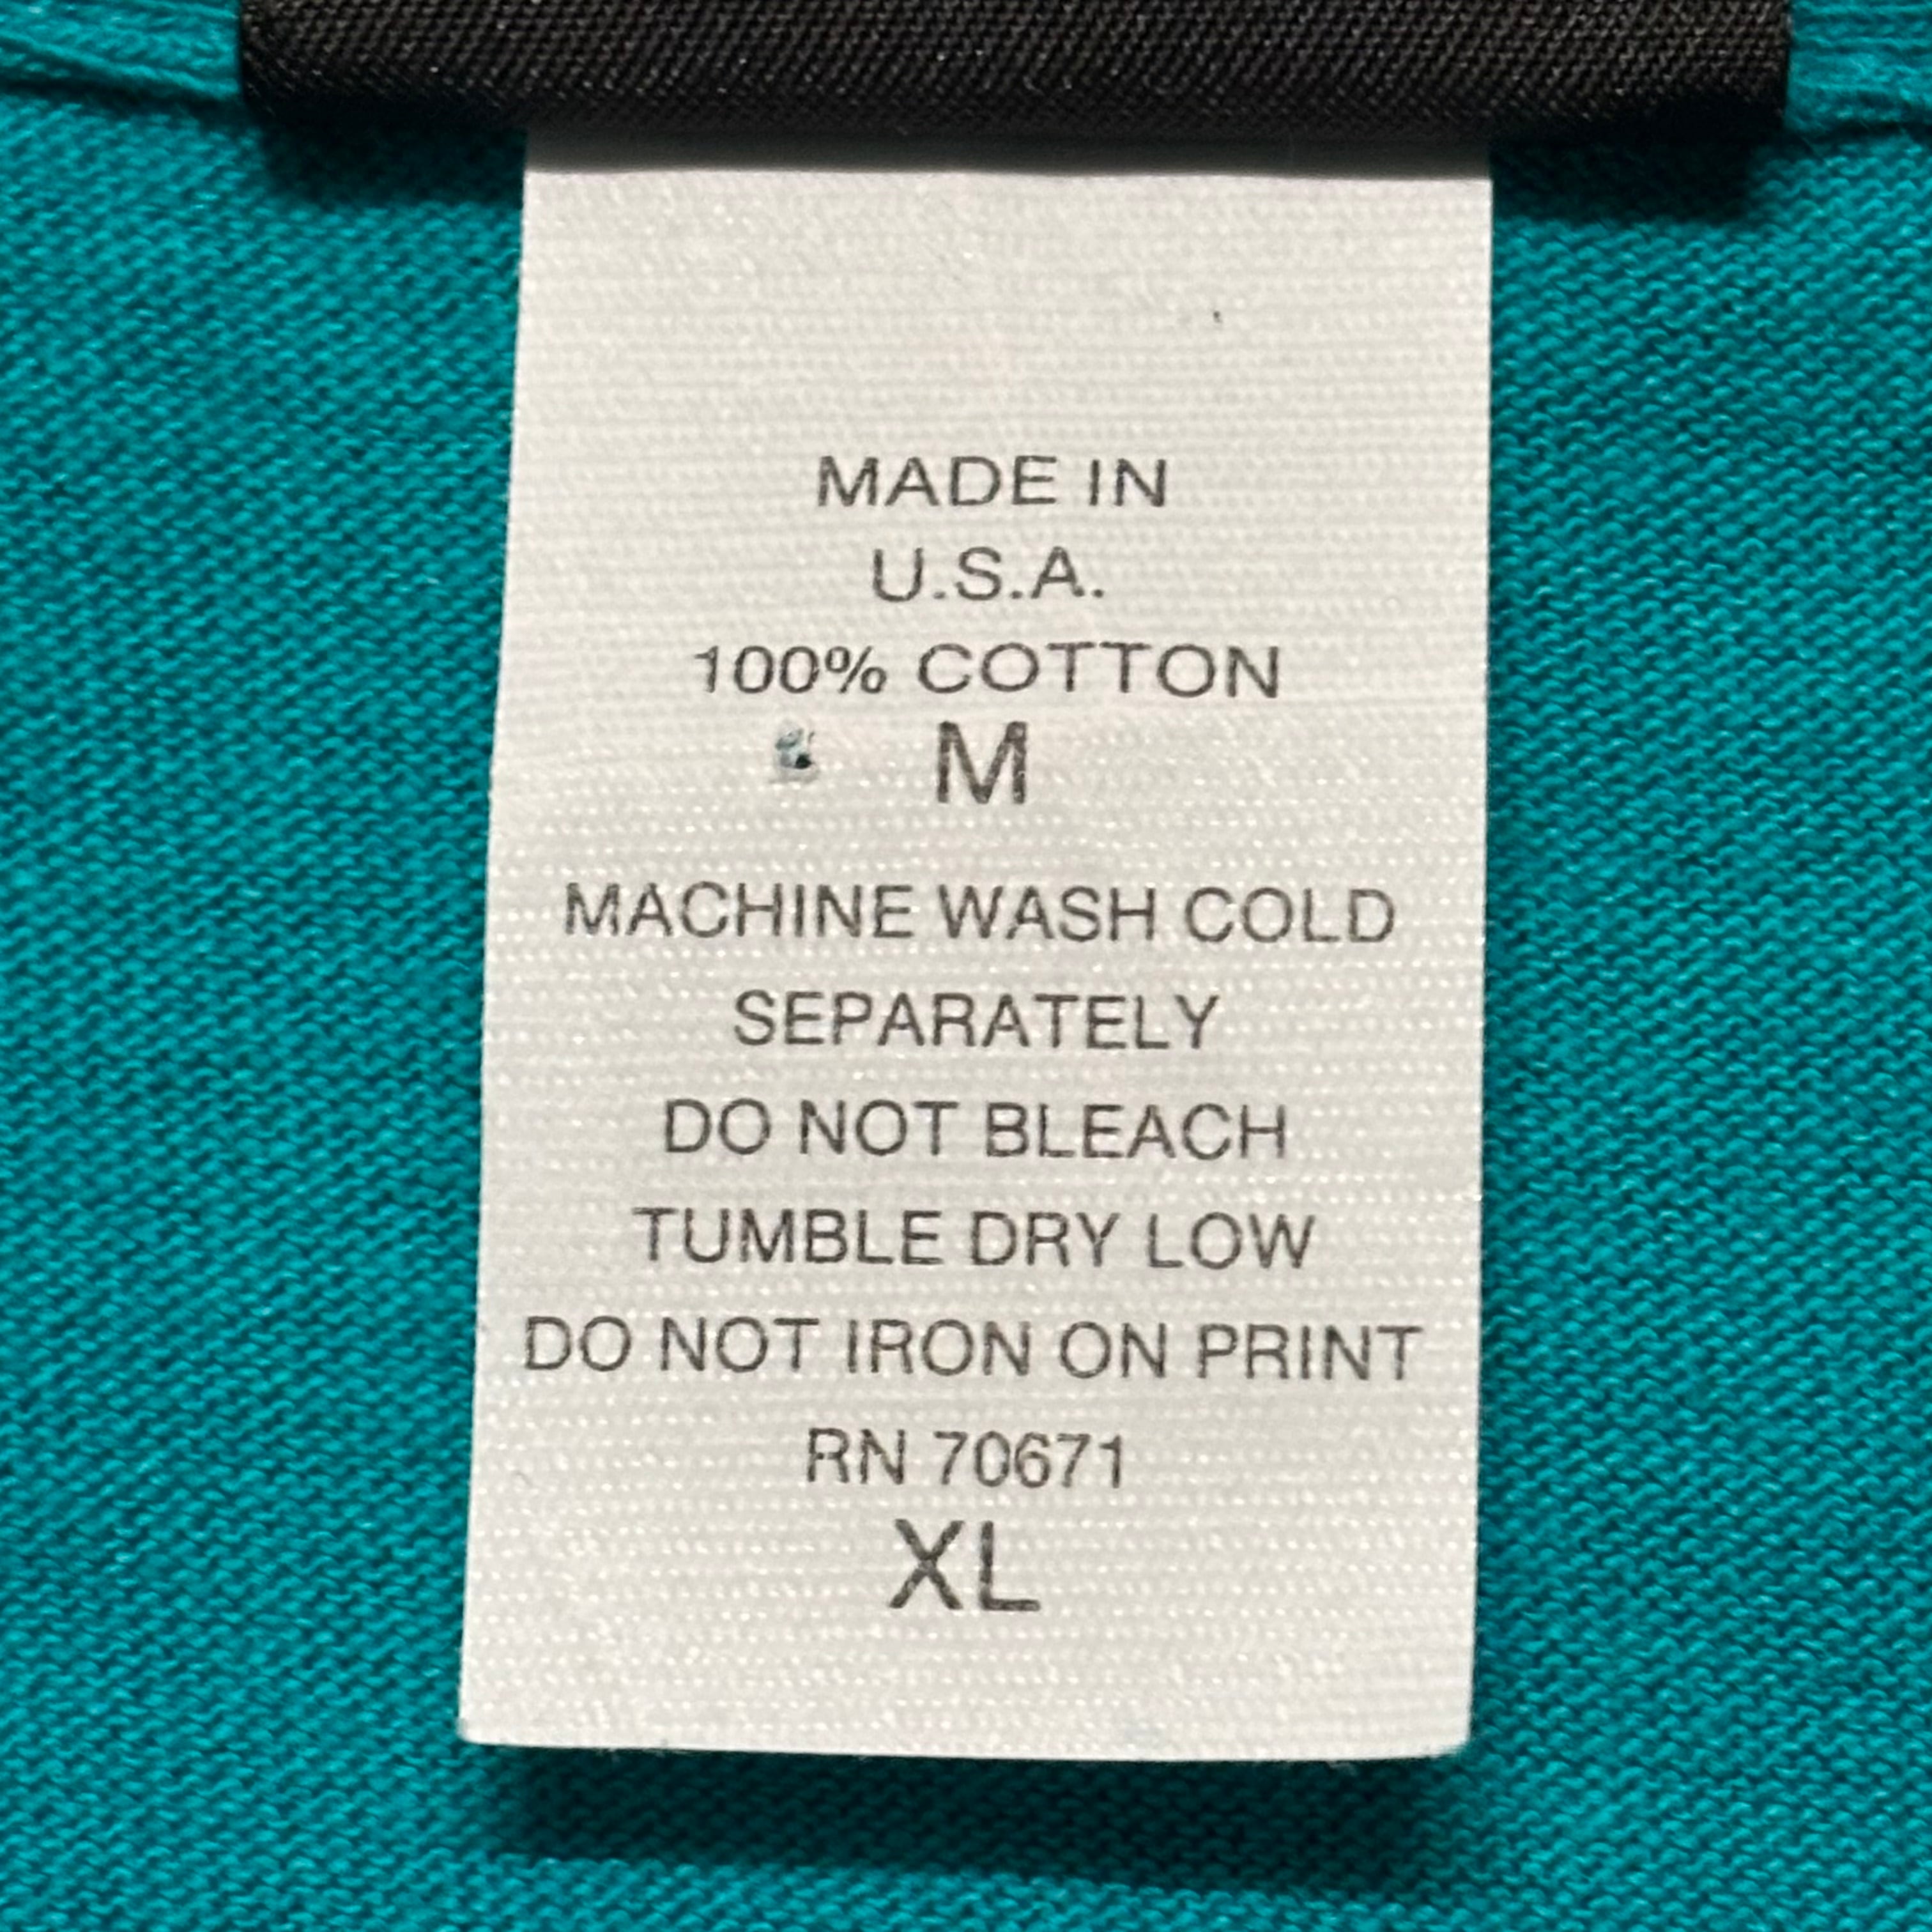 MADE IN
U.S.A.
100% COTTON
M
MACHINE WASH COLD
SEPARATELY
DO NOT BLEACH
TUMBLE DRY LOW
DO NOT IRON ON PRINT
RN 70671
XL